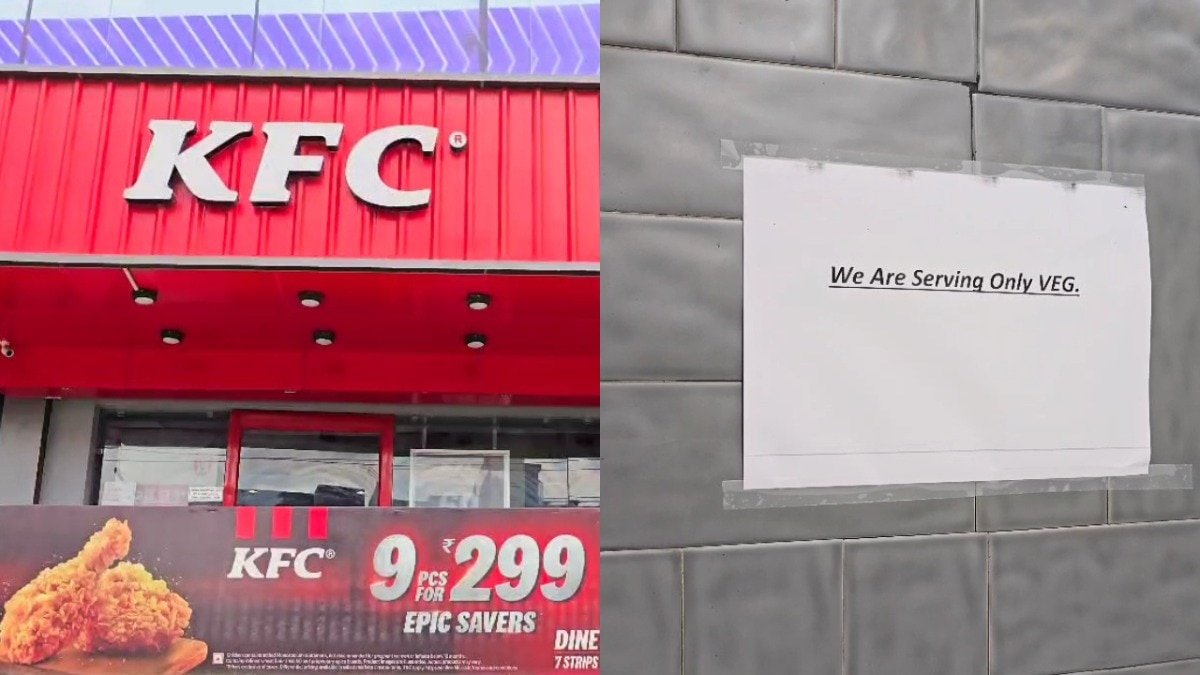 KFC®
KFC®
9 PCS FOR ₹299
EPIC SAVERS
DINE
7 STRIPS
We Are Serving Only VEG.